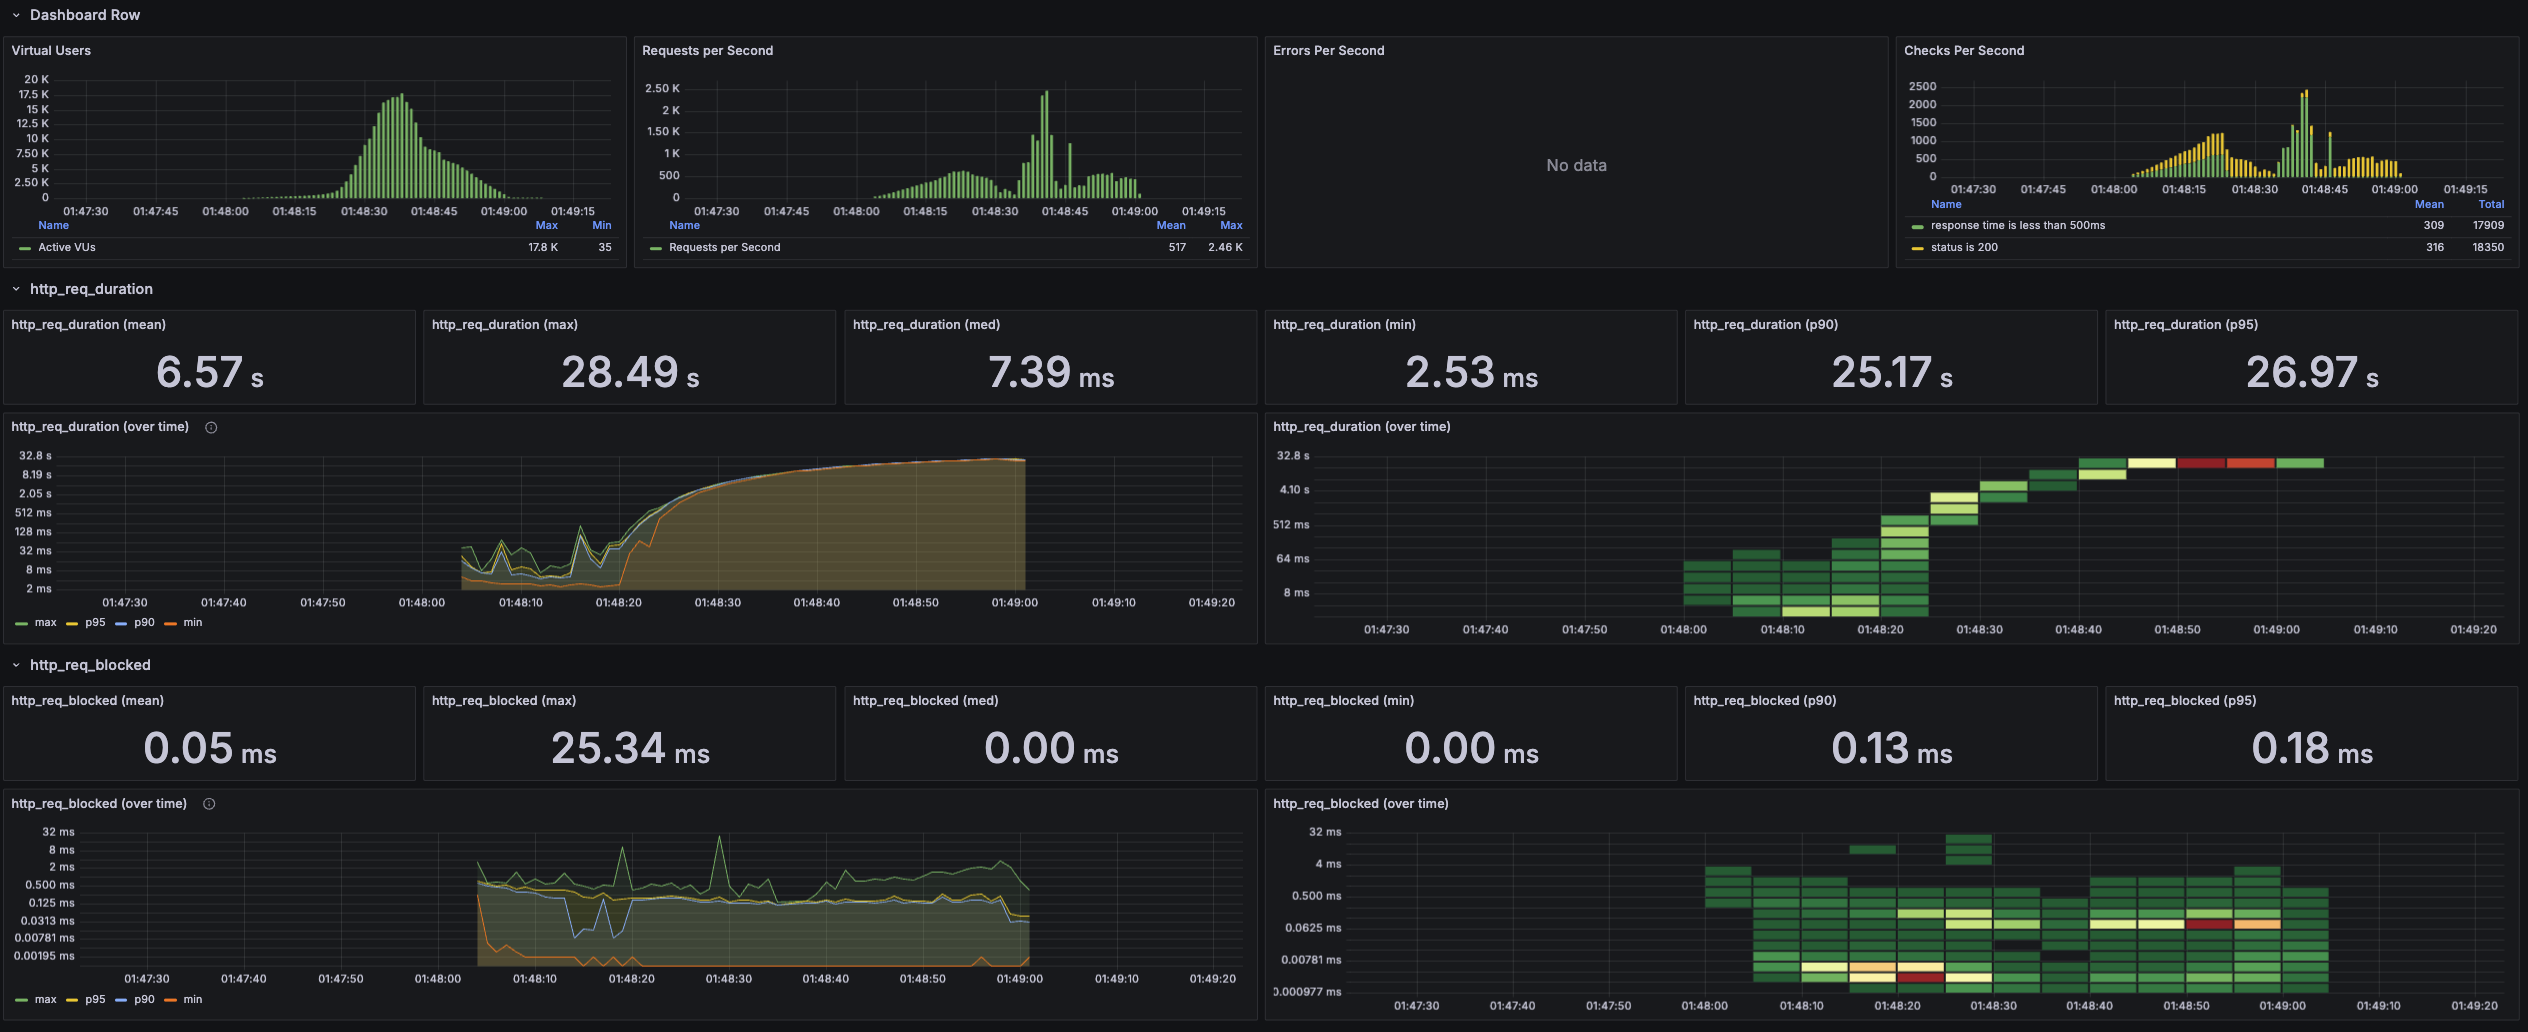 Dashboard Row
Virtual Users
20 K
17.5 K
15 K
12.5 K
10 K
7.50 K
5 K
2.50 K
0
01:47:30 01:47:45 01:48:00 01:48:15 01:48:30 01:48:45 01:49:00 01:49:15
Name Max Min
Active VUs 17.8 K 35
Requests per Second
2.50 K
2 K
1.50 K
1 K
500
0
01:47:30 01:47:45 01:48:00 01:48:15 01:48:30 01:48:45 01:49:00 01:49:15
Name Mean Max
Requests per Second 517 2.46 K
Errors Per Second
No data
Checks Per Second
2500
2000
1500
1000
500
0
01:47:30 01:47:45 01:48:00 01:48:15 01:48:30 01:48:45 01:49:00 01:49:15
Name Mean Total
response time is less than 500ms 309 17909
status is 200 316 18350
http_req_duration
http_req_duration (mean)
6.57 s
http_req_duration (max)
28.49 s
http_req_duration (med)
7.39 ms
http_req_duration (min)
2.53 ms
http_req_duration (p90)
25.17 s
http_req_duration (p95)
26.97 s
http_req_duration (over time)
32.8 s
8.19 s
2.05 s
512 ms
128 ms
32 ms
8 ms
2 ms
01:47:30 01:47:40 01:47:50 01:48:00 01:48:10 01:48:20 01:48:30 01:48:40 01:48:50 01:49:00 01:49:10 01:49:20
max p95 p90 min
http_req_duration (over time)
32.8 s
4.10 s
512 ms
64 ms
8 ms
01:47:30 01:47:40 01:47:50 01:48:00 01:48:10 01:48:20 01:48:30 01:48:40 01:48:50 01:49:00 01:49:10 01:49:20
http_req_blocked
http_req_blocked (mean)
0.05 ms
http_req_blocked (max)
25.34 ms
http_req_blocked (med)
0.00 ms
http_req_blocked (min)
0.00 ms
http_req_blocked (p90)
0.13 ms
http_req_blocked (p95)
0.18 ms
http_req_blocked (over time)
32 ms
8 ms
2 ms
0.500 ms
0.125 ms
0.0313 ms
0.00781 ms
0.00195 ms
01:47:30 01:47:40 01:47:50 01:48:00 01:48:10 01:48:20 01:48:30 01:48:40 01:48:50 01:49:00 01:49:10 01:49:20
max p95 p90 min
http_req_blocked (over time)
32 ms
4 ms
0.500 ms
0.0625 ms
0.00781 ms
0.000977 ms
01:47:30 01:47:40 01:47:50 01:48:00 01:48:10 01:48:20 01:48:30 01:48:40 01:48:50 01:49:00 01:49:10 01:49:20